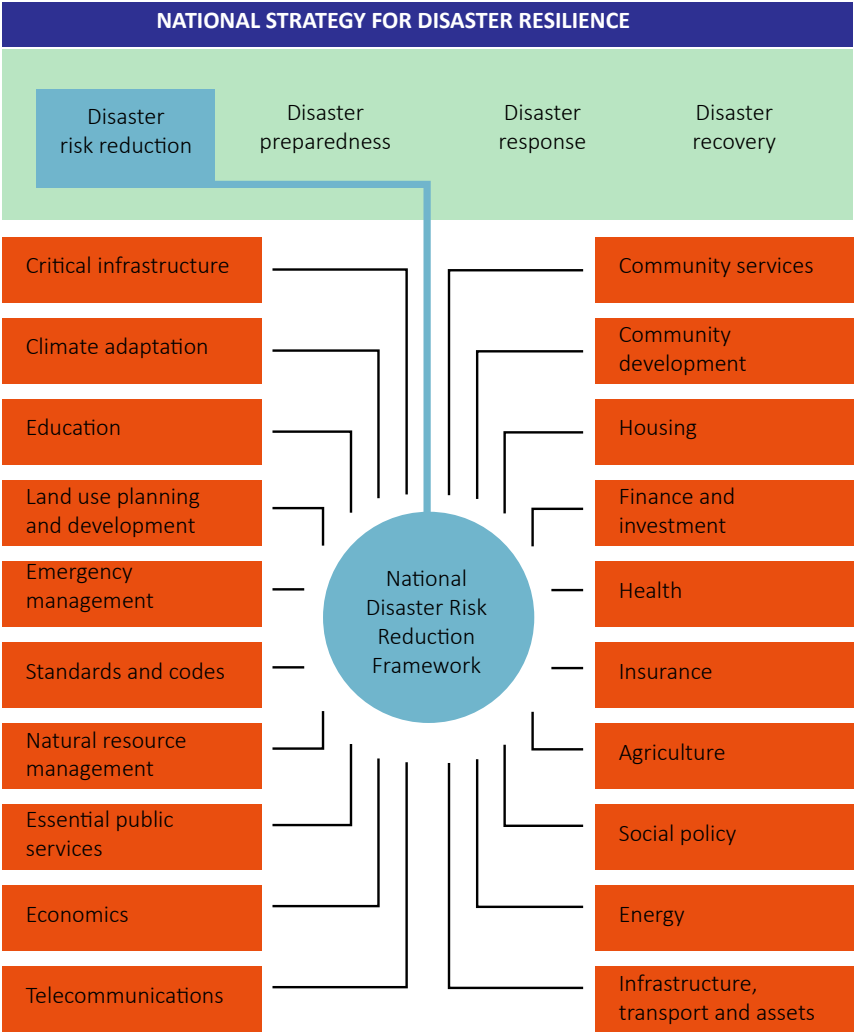 NATIONAL STRATEGY FOR DISASTER RESILIENCE
Disaster
risk reduction
Disaster
preparedness
Disaster
response
Disaster
recovery
Critical infrastructure
Climate adaptation
Education
Land use planning
and development
Emergency
management
Standards and codes
Natural resource
management
Essential public
services
Economics
Telecommunications
National
Disaster Risk
Reduction
Framework
Community services
Community
development
Housing
Finance and
investment
Health
Insurance
Agriculture
Social policy
Energy
Infrastructure,
transport and assets